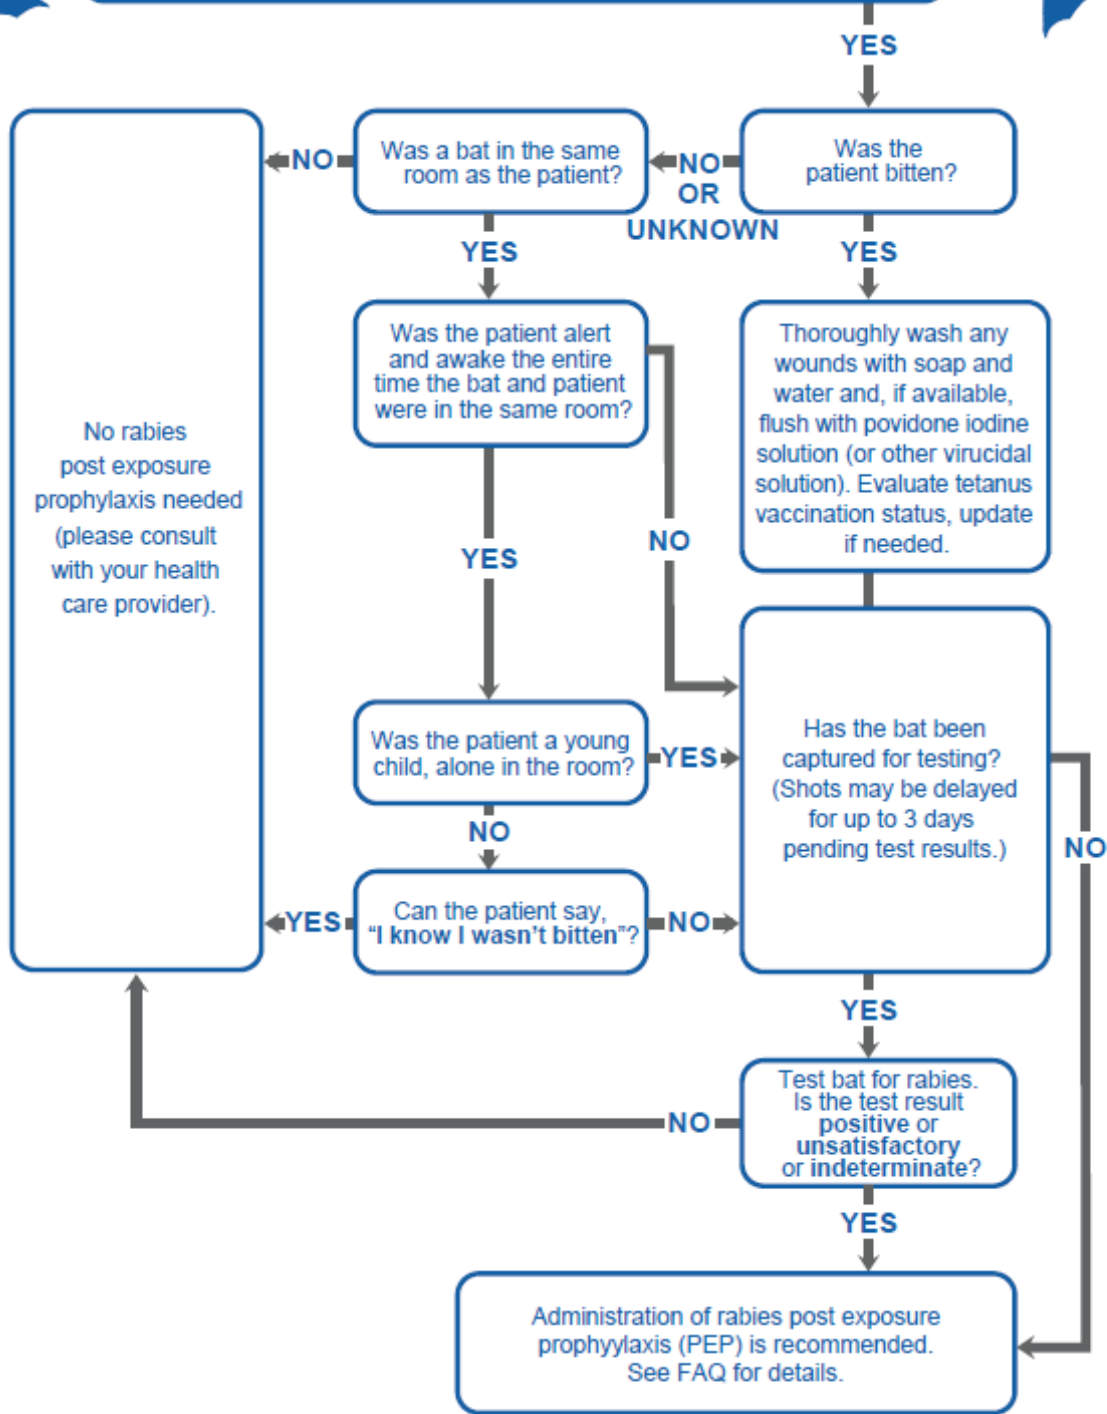 YES
Was the
patient bitten?
NO
OR
UNKNOWN
Was a bat in the same
room as the patient?
NO
YES
YES
Was the patient alert
and awake the entire
time the bat and patient
were in the same room?
Thoroughly wash any
wounds with soap and
water and, if available,
flush with povidone iodine
solution (or other virucidal
solution). Evaluate tetanus
vaccination status, update
if needed.
No rabies
post exposure
prophylaxis needed
(please consult
with your health
care provider).
YES
NO
Was the patient a young
child, alone in the room?
YES
Has the bat been
captured for testing?
(Shots may be delayed
for up to 3 days
pending test results.)
NO
NO
Can the patient say,
“I know I wasn’t bitten”?
YES
NO
YES
Test bat for rabies.
Is the test result
positive or
unsatisfactory
or indeterminate?
NO
YES
Administration of rabies post exposure
prophyylaxis (PEP) is recommended.
See FAQ for details.